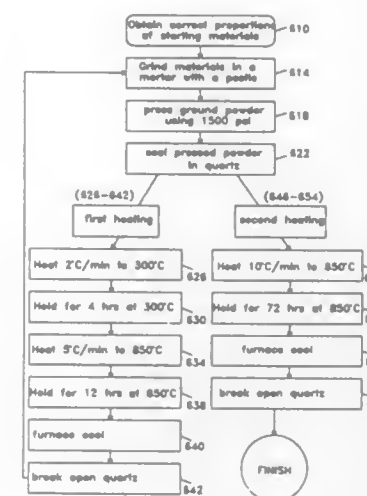 Obtain correct proportions
of starting materials
610
Grind materials in a
mortar with a pestle
614
press ground powder
using 1500 psi
618
seal pressed powder
in quartz
622
(626-642)
first heating
Heat 2°C/min to 300°C
626
Hold for 4 hrs at 300°C
630
Heat 5°C/min to 850°C
634
Hold for 12 hrs at 850°C
638
furnace cool
640
break open quartz
642
(646-654)
second heating
Heat 10°C/min to 850°C
Hold for 72 hrs at 850°C
furnace cool
break open quartz
FINISH